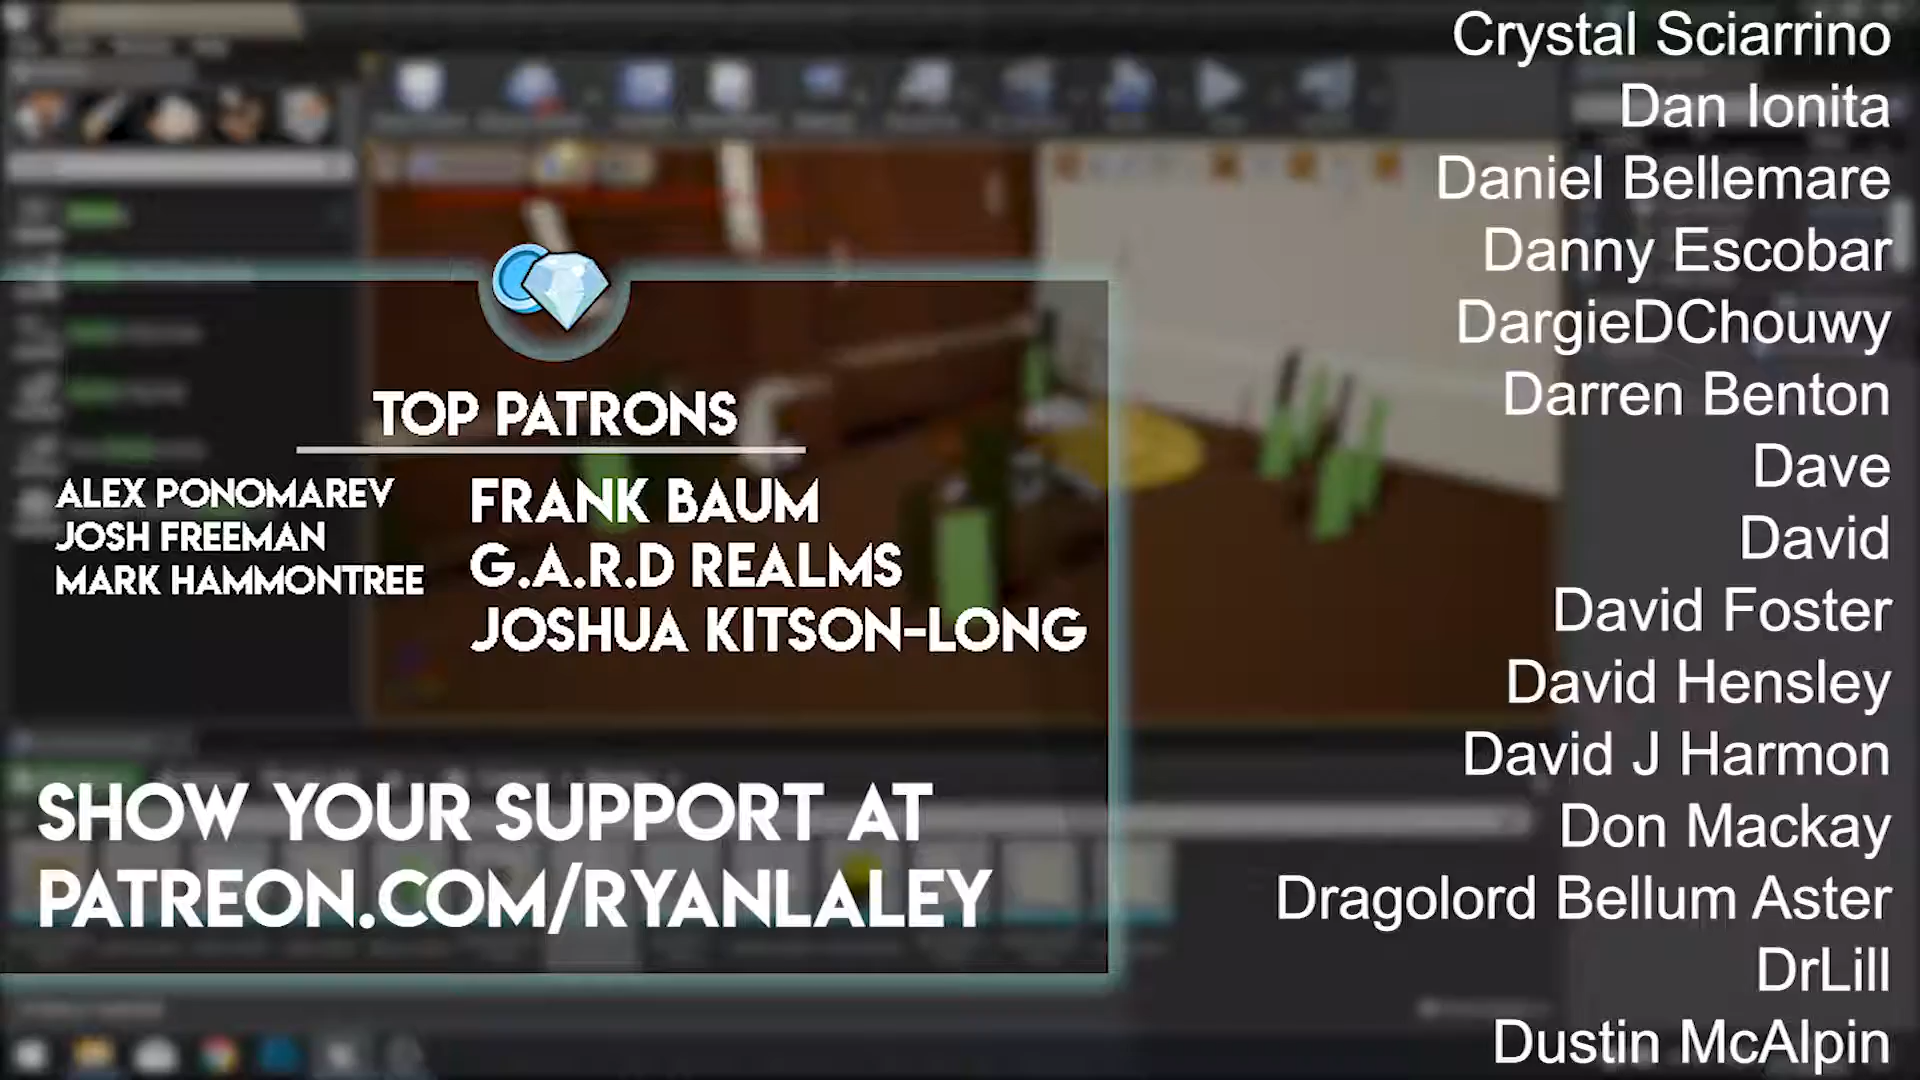 TOP PATRONS
ALEX PONOMAREV
JOSH FREEMAN
MARK HAMMONTREE
FRANK BAUM
G.A.R.D REALMS
JOSHUA KITSON-LONG
SHOW YOUR SUPPORT AT
PATREON.COM/RYANLALEY
Crystal Sciarrino
Dan Ionita
Daniel Bellemare
Danny Escobar
DargieDChouwy
Darren Benton
Dave
David
David Foster
David Hensley
David J Harmon
Don Mackay
Dragolord Bellum Aster
DrLill
Dustin McAlpin